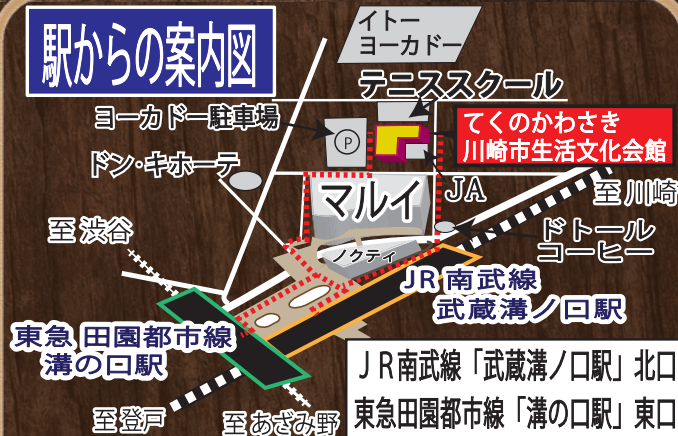 駅からの案内図
イトー
ヨーカドー
テニススクール
ヨーカドー駐車場
P
てくのかわさき
川崎市生活文化会館
ドン・キホーテ
マルイ
JA
至 川崎
至 渋谷
ドトール
コーヒー
ノクティ
JR 南武線
武蔵溝ノ口駅
東急 田園都市線
溝の口駅
JR南武線「武蔵溝ノ口駅」北口
東急田園都市線「溝の口駅」東口
至 登戸
至 あざみ野